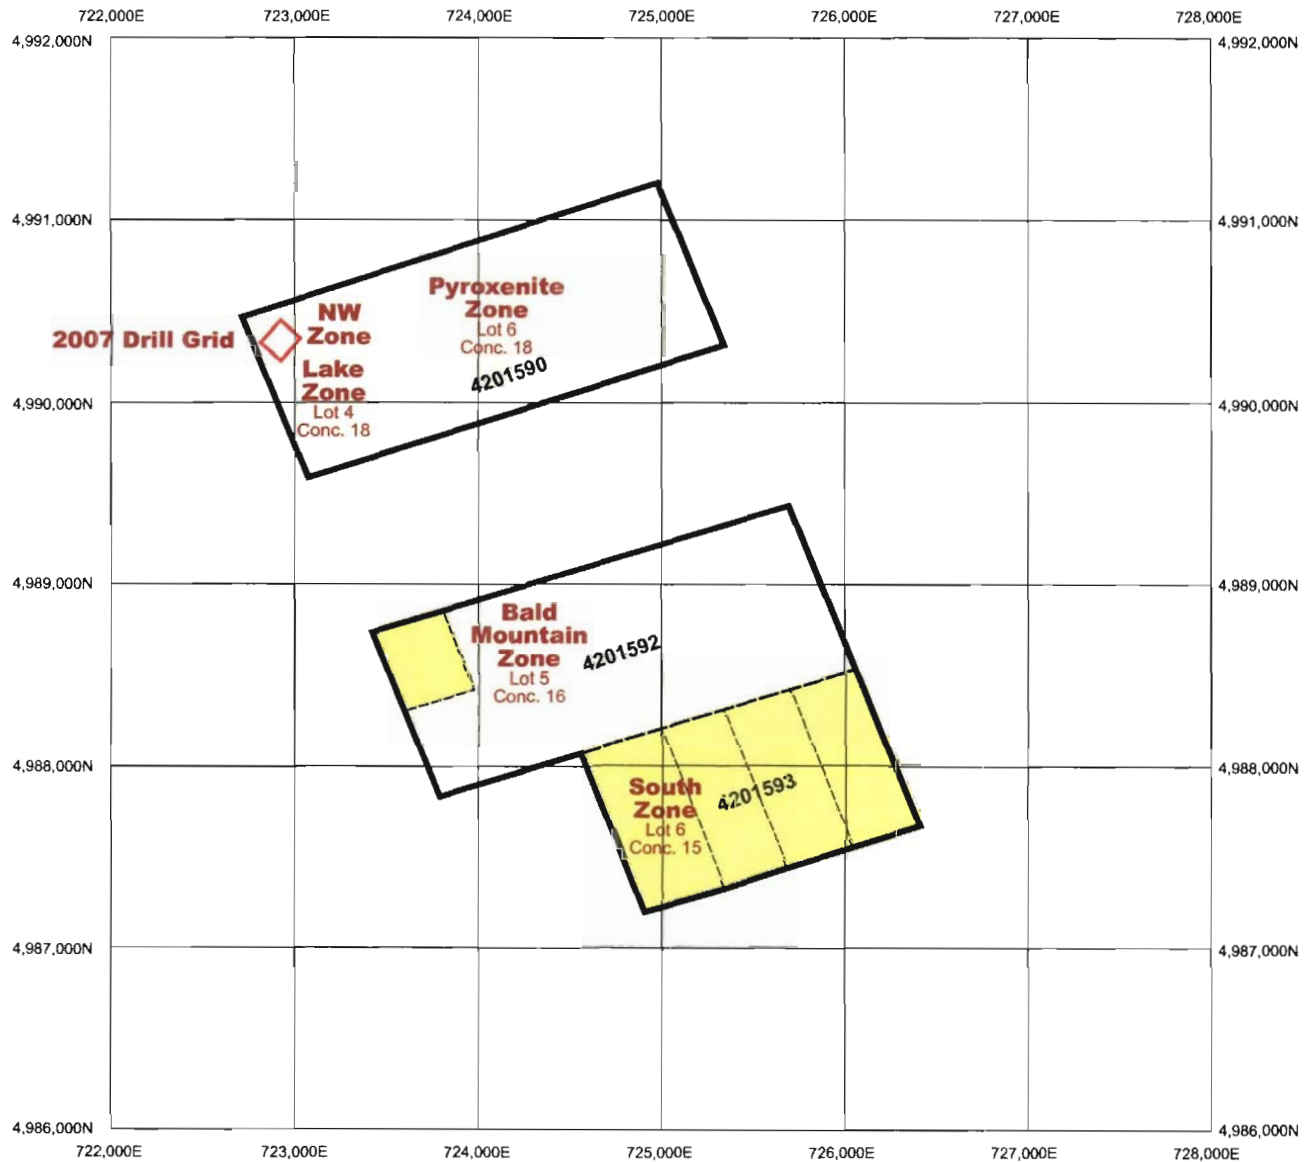 722,000E 723,000E 724,000E 725,000E 726,000E 727,000E 728,000E
4,992,000N 4,992,000N
4,991,000N 4,991,000N
Pyroxenite
Zone
Lot 6
Conc. 18
4201590
NW
Zone
2007 Drill Grid
Lake
Zone
Lot 4
Conc. 18
4,990,000N 4,990,000N
4,989,000N 4,989,000N
Bald
Mountain
Zone
Lot 5
Conc. 16
4201592
4,988,000N 4,988,000N
South
Zone
Lot 6
Conc. 15
4201593
4,987,000N 4,987,000N
4,986,000N 4,986,000N
722,000E 723,000E 724,000E 725,000E 726,000E 727,000E 728,000E